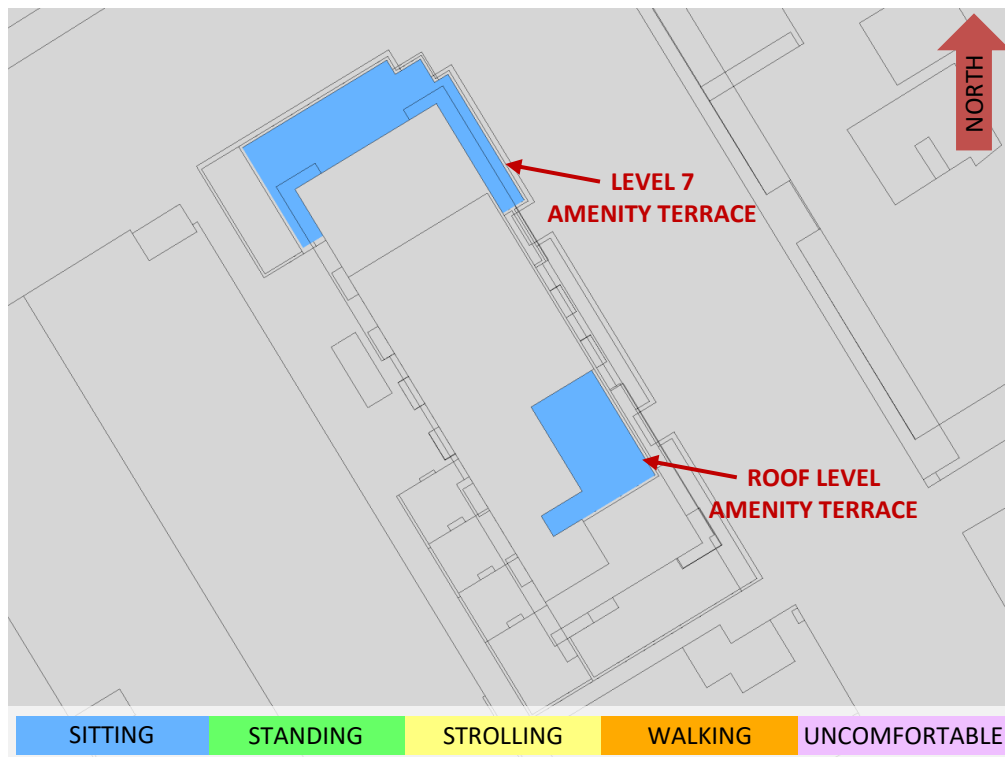 NORTH
LEVEL 7
AMENITY TERRACE
ROOF LEVEL
AMENITY TERRACE
SITTING
STANDING
STROLLING
WALKING
UNCOMFORTABLE